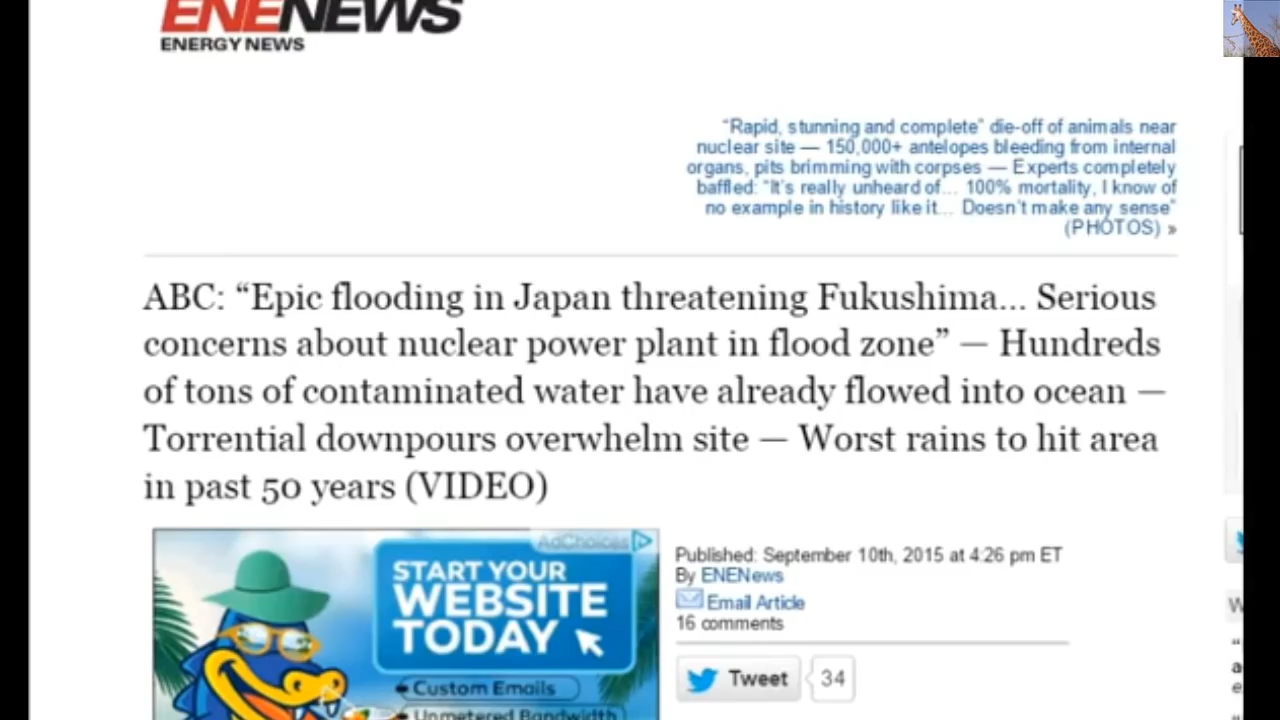 ENENEWS
ENERGY NEWS
“Rapid, stunning and complete” die-off of animals near
nuclear site — 150,000+ antelopes bleeding from internal
organs, pits brimming with corpses — Experts completely
baffled: “It’s really unheard of... 100% mortality, I know of
no example in history like it... Doesn’t make any sense”
(PHOTOS) »
ABC: “Epic flooding in Japan threatening Fukushima... Serious
concerns about nuclear power plant in flood zone” — Hundreds
of tons of contaminated water have already flowed into ocean —
Torrential downpours overwhelm site — Worst rains to hit area
in past 50 years (VIDEO)
AdChoices
START YOUR
WEBSITE
TODAY
Custom Emails
Unmetered Bandwidth
Published: September 10th, 2015 at 4:26 pm ET
By ENENews
Email Article
16 comments
Tweet 34